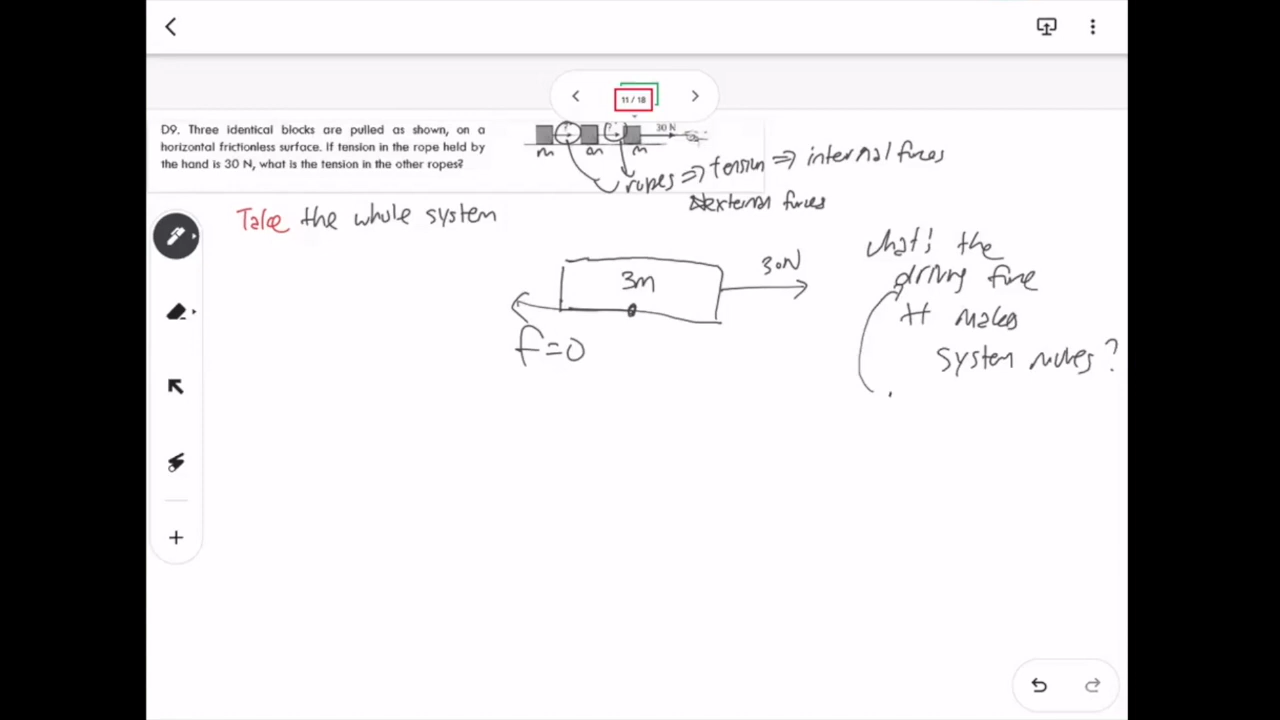 11 / 18
D9. Three identical blocks are pulled as shown, on a
horizontal frictionless surface. If tension in the rope held by
the hand is 30 N, what is the tension in the other ropes?
30 N
m m m
ropes => tension => internal forces
external forces
Take the whole system
3m
30N
f=0
what's the
driving force
it makes
system moves?